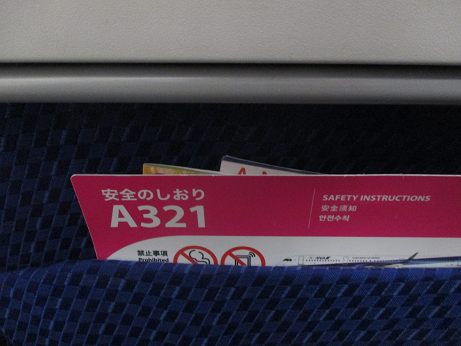 安全のしおり
A321
SAFETY INSTRUCTIONS
安全须知
안전수칙
禁止事項
Prohibited